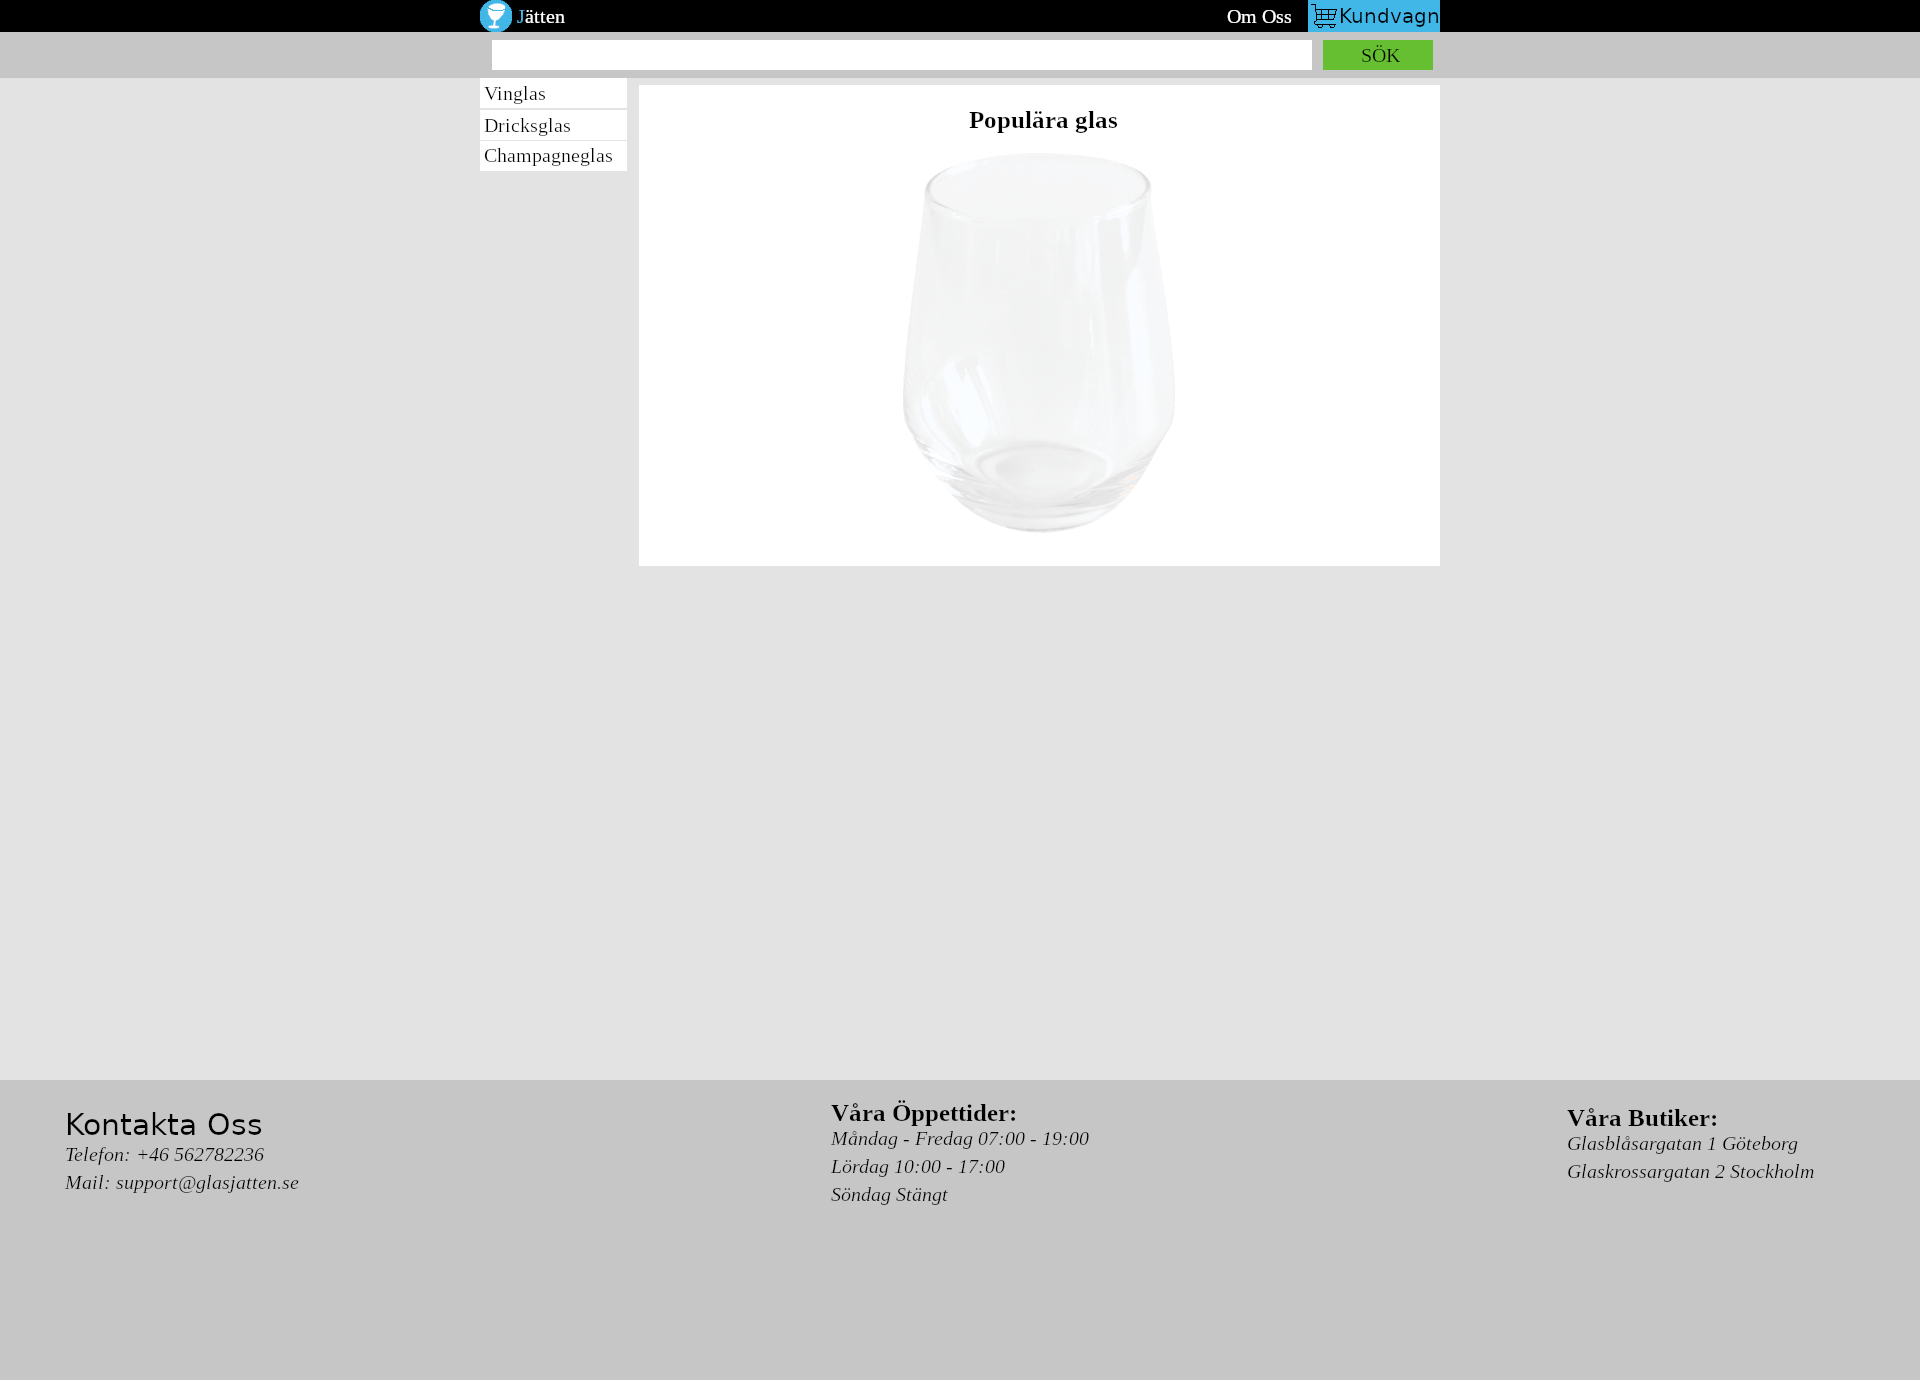 Jätten
Om Oss
Kundvagn
SÖK
Vinglas
Dricksglas
Champagneglas
Populära glas
Kontakta Oss
Telefon: +46 562782236
Mail: support@glasjatten.se
Våra Öppettider:
Måndag - Fredag 07:00 - 19:00
Lördag 10:00 - 17:00
Söndag Stängt
Våra Butiker:
Glasblåsargatan 1 Göteborg
Glaskrossargatan 2 Stockholm